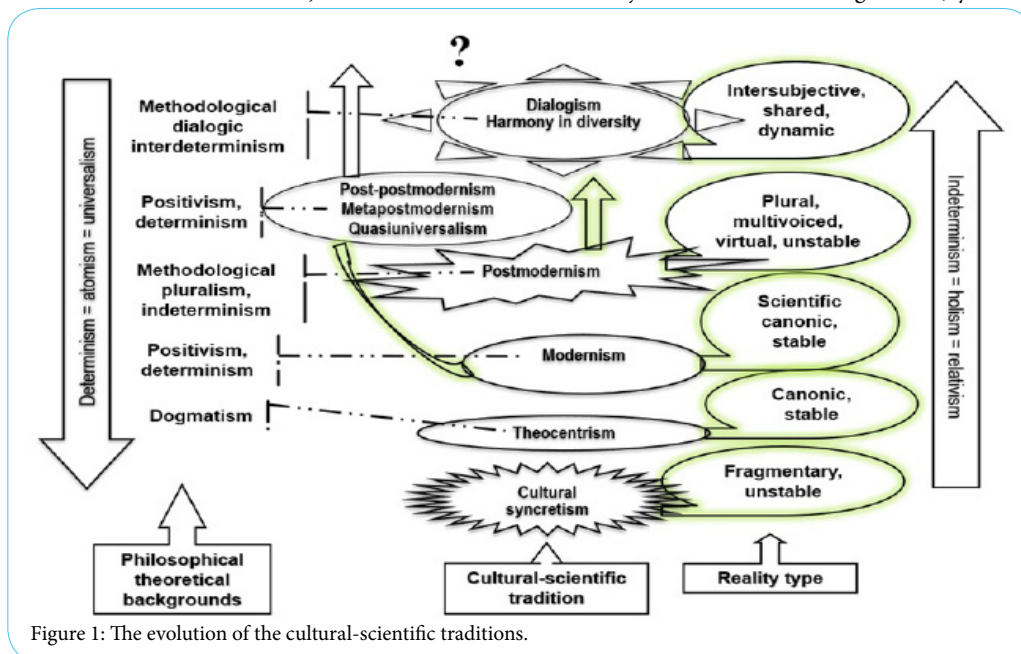 ?
Methodological
dialogic
interdeterminism
Dialogism
Harmony in diversity
Intersubjective,
shared,
dynamic
Positivism,
determinism
Post-postmodernism
Metapostmodernism
Quasiuniversalism
Plural,
multivoiced,
virtual, unstable
Methodological
pluralism,
indeterminism
Postmodernism
Scientific
canonic,
stable
Positivism,
determinism
Modernism
Canonic,
stable
Dogmatism
Theocentrism
Fragmentary,
unstable
Cultural
syncretism
Determinism = atomism = universalism
Indeterminism = holism = relativism
Philosophical
theoretical
backgrounds
Cultural-scientific
tradition
Reality type
Figure 1: The evolution of the cultural-scientific traditions.